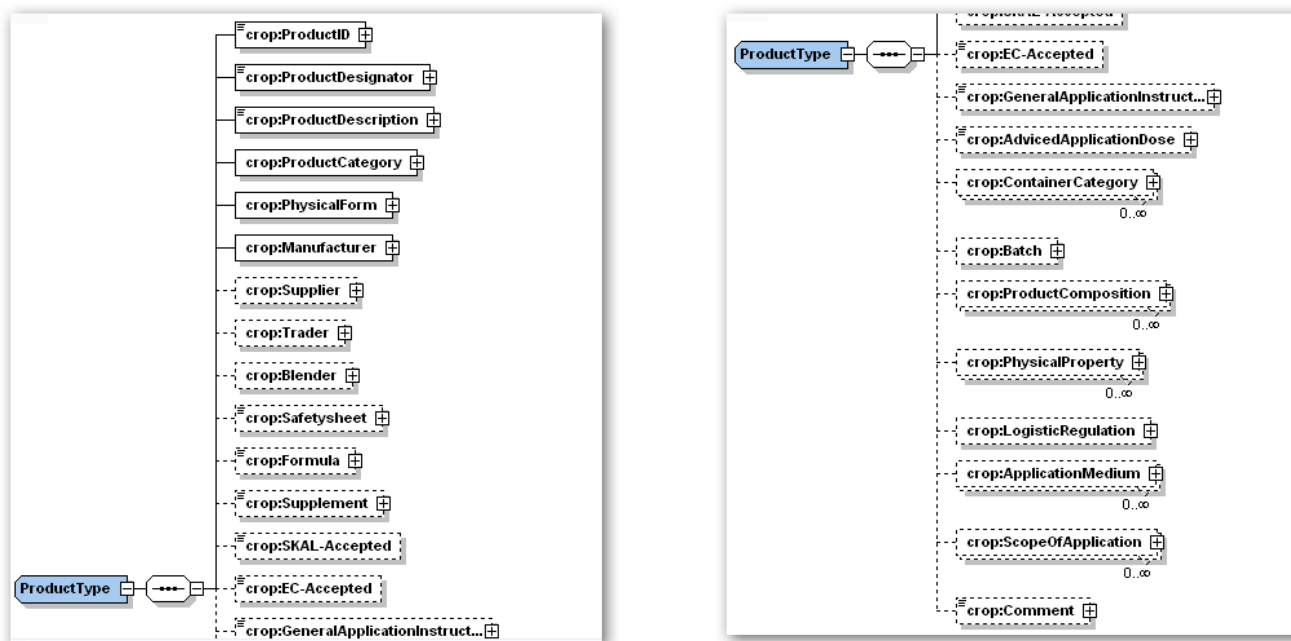 crop:ProductID
crop:ProductDesignator
crop:ProductDescription
crop:ProductCategory
crop:PhysicalForm
crop:Manufacturer
crop:Supplier
crop:Trader
crop:Blender
crop:Safetysheet
crop:Formula
crop:Supplement
crop:SKAL-Accepted
ProductType
crop:EC-Accepted
crop:GeneralApplicationInstruct...
crop:SKAL-Accepted
ProductType
crop:EC-Accepted
crop:GeneralApplicationInstruct...
crop:AdvicedApplicationDose
crop:ContainerCategory
0..∞
crop:Batch
crop:ProductComposition
0..∞
crop:PhysicalProperty
0..∞
crop:LogisticRegulation
crop:ApplicationMedium
0..∞
crop:ScopeOfApplication
0..∞
crop:Comment